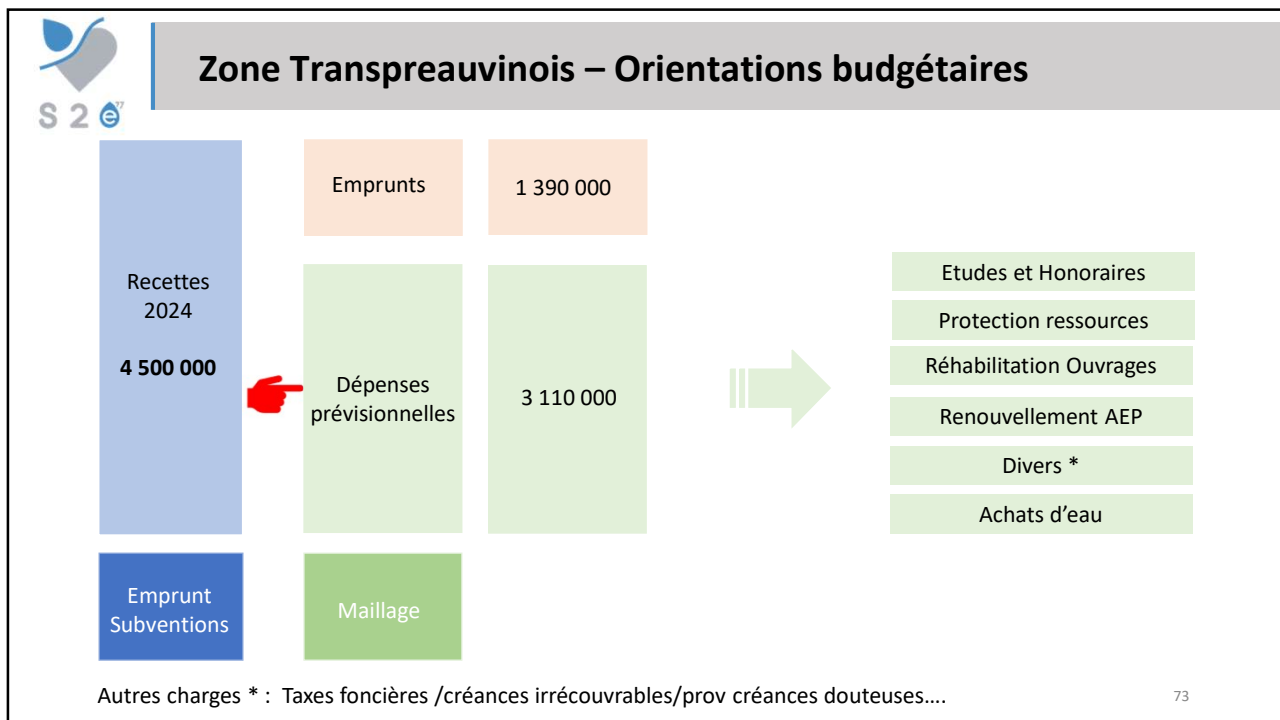 Zone Transpreauvinois – Orientations budgétaires
S 2 e 77
Recettes
2024
4 500 000
Emprunts
1 390 000
Dépenses
prévisionnelles
3 110 000
Etudes et Honoraires
Protection ressources
Réhabilitation Ouvrages
Renouvellement AEP
Divers *
Achats d’eau
Emprunt
Subventions
Maillage
Autres charges * : Taxes foncières /créances irrécouvrables/prov créances douteuses....
73